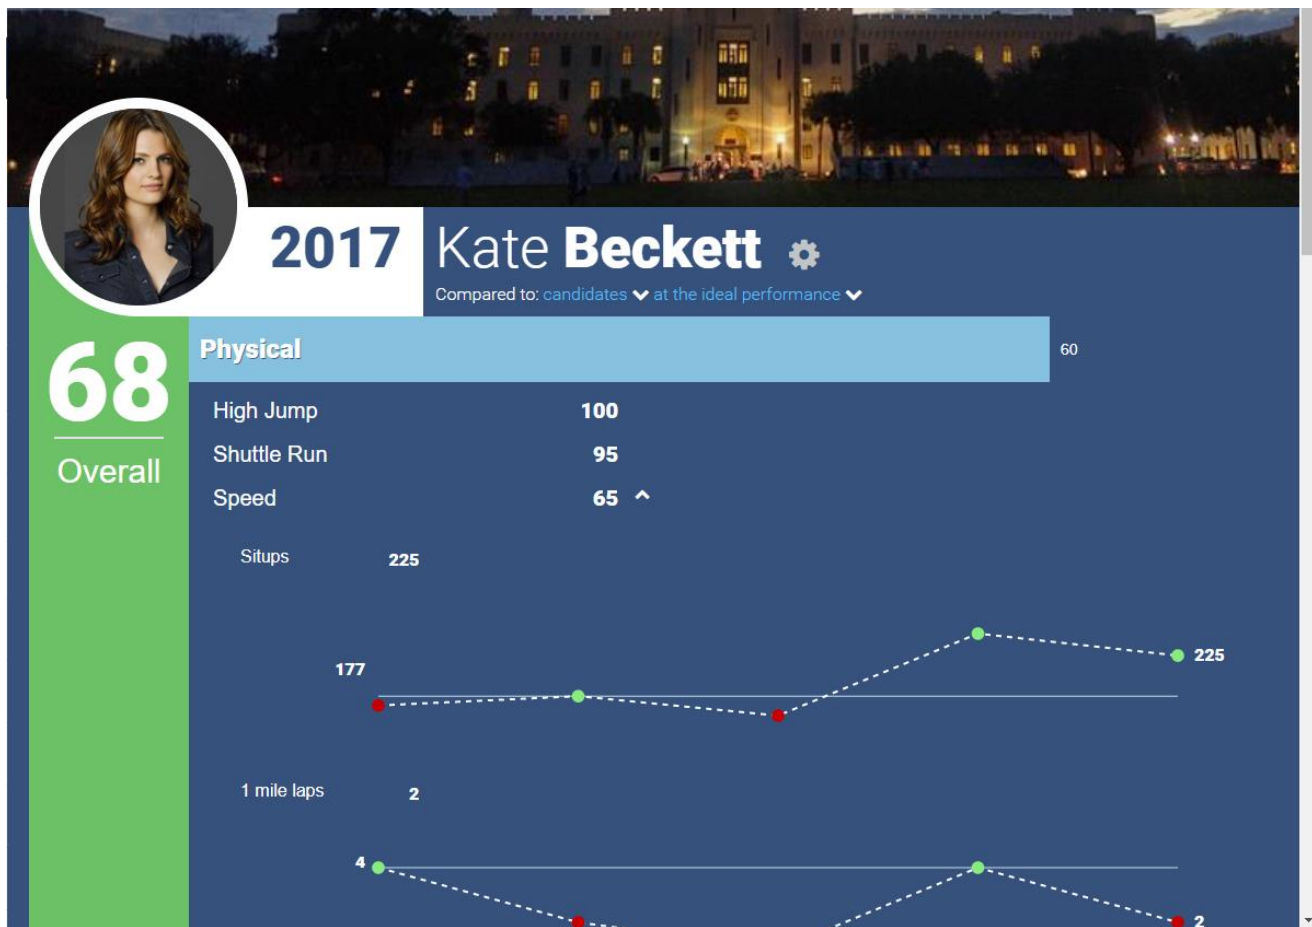 2017
Kate Beckett
Compared to: candidates at the ideal performance
68
Overall
Physical
60
High Jump 100
Shuttle Run 95
Speed 65
Situps 225
177
225
1 mile laps 2
4
2